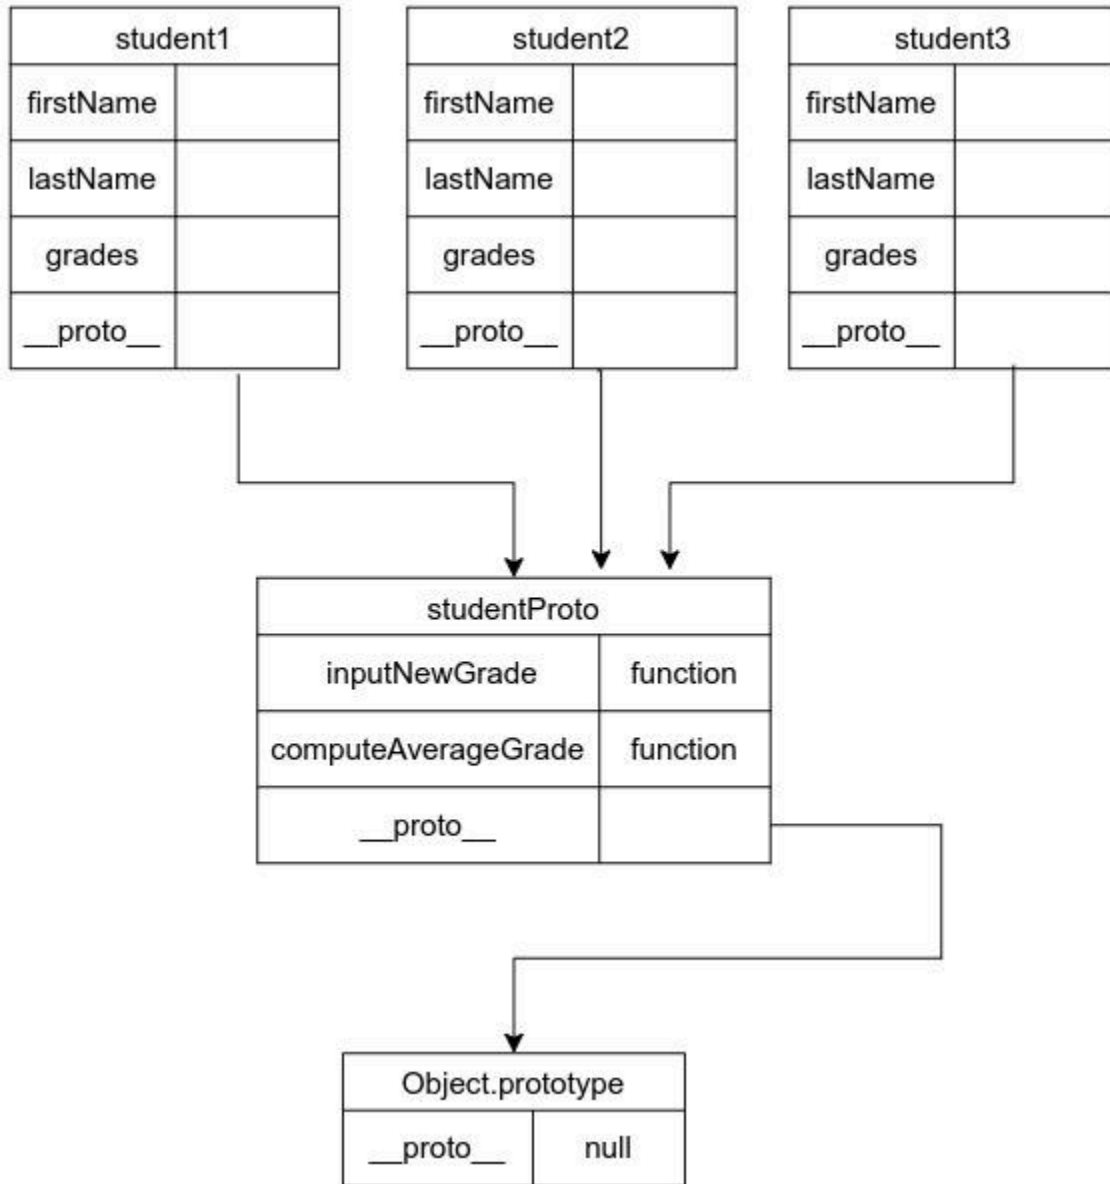 student1
firstName
lastName
grades
__proto__
student2
firstName
lastName
grades
__proto__
student3
firstName
lastName
grades
__proto__
studentProto
inputNewGrade function
computeAverageGrade function
__proto__
Object.prototype
__proto__ null